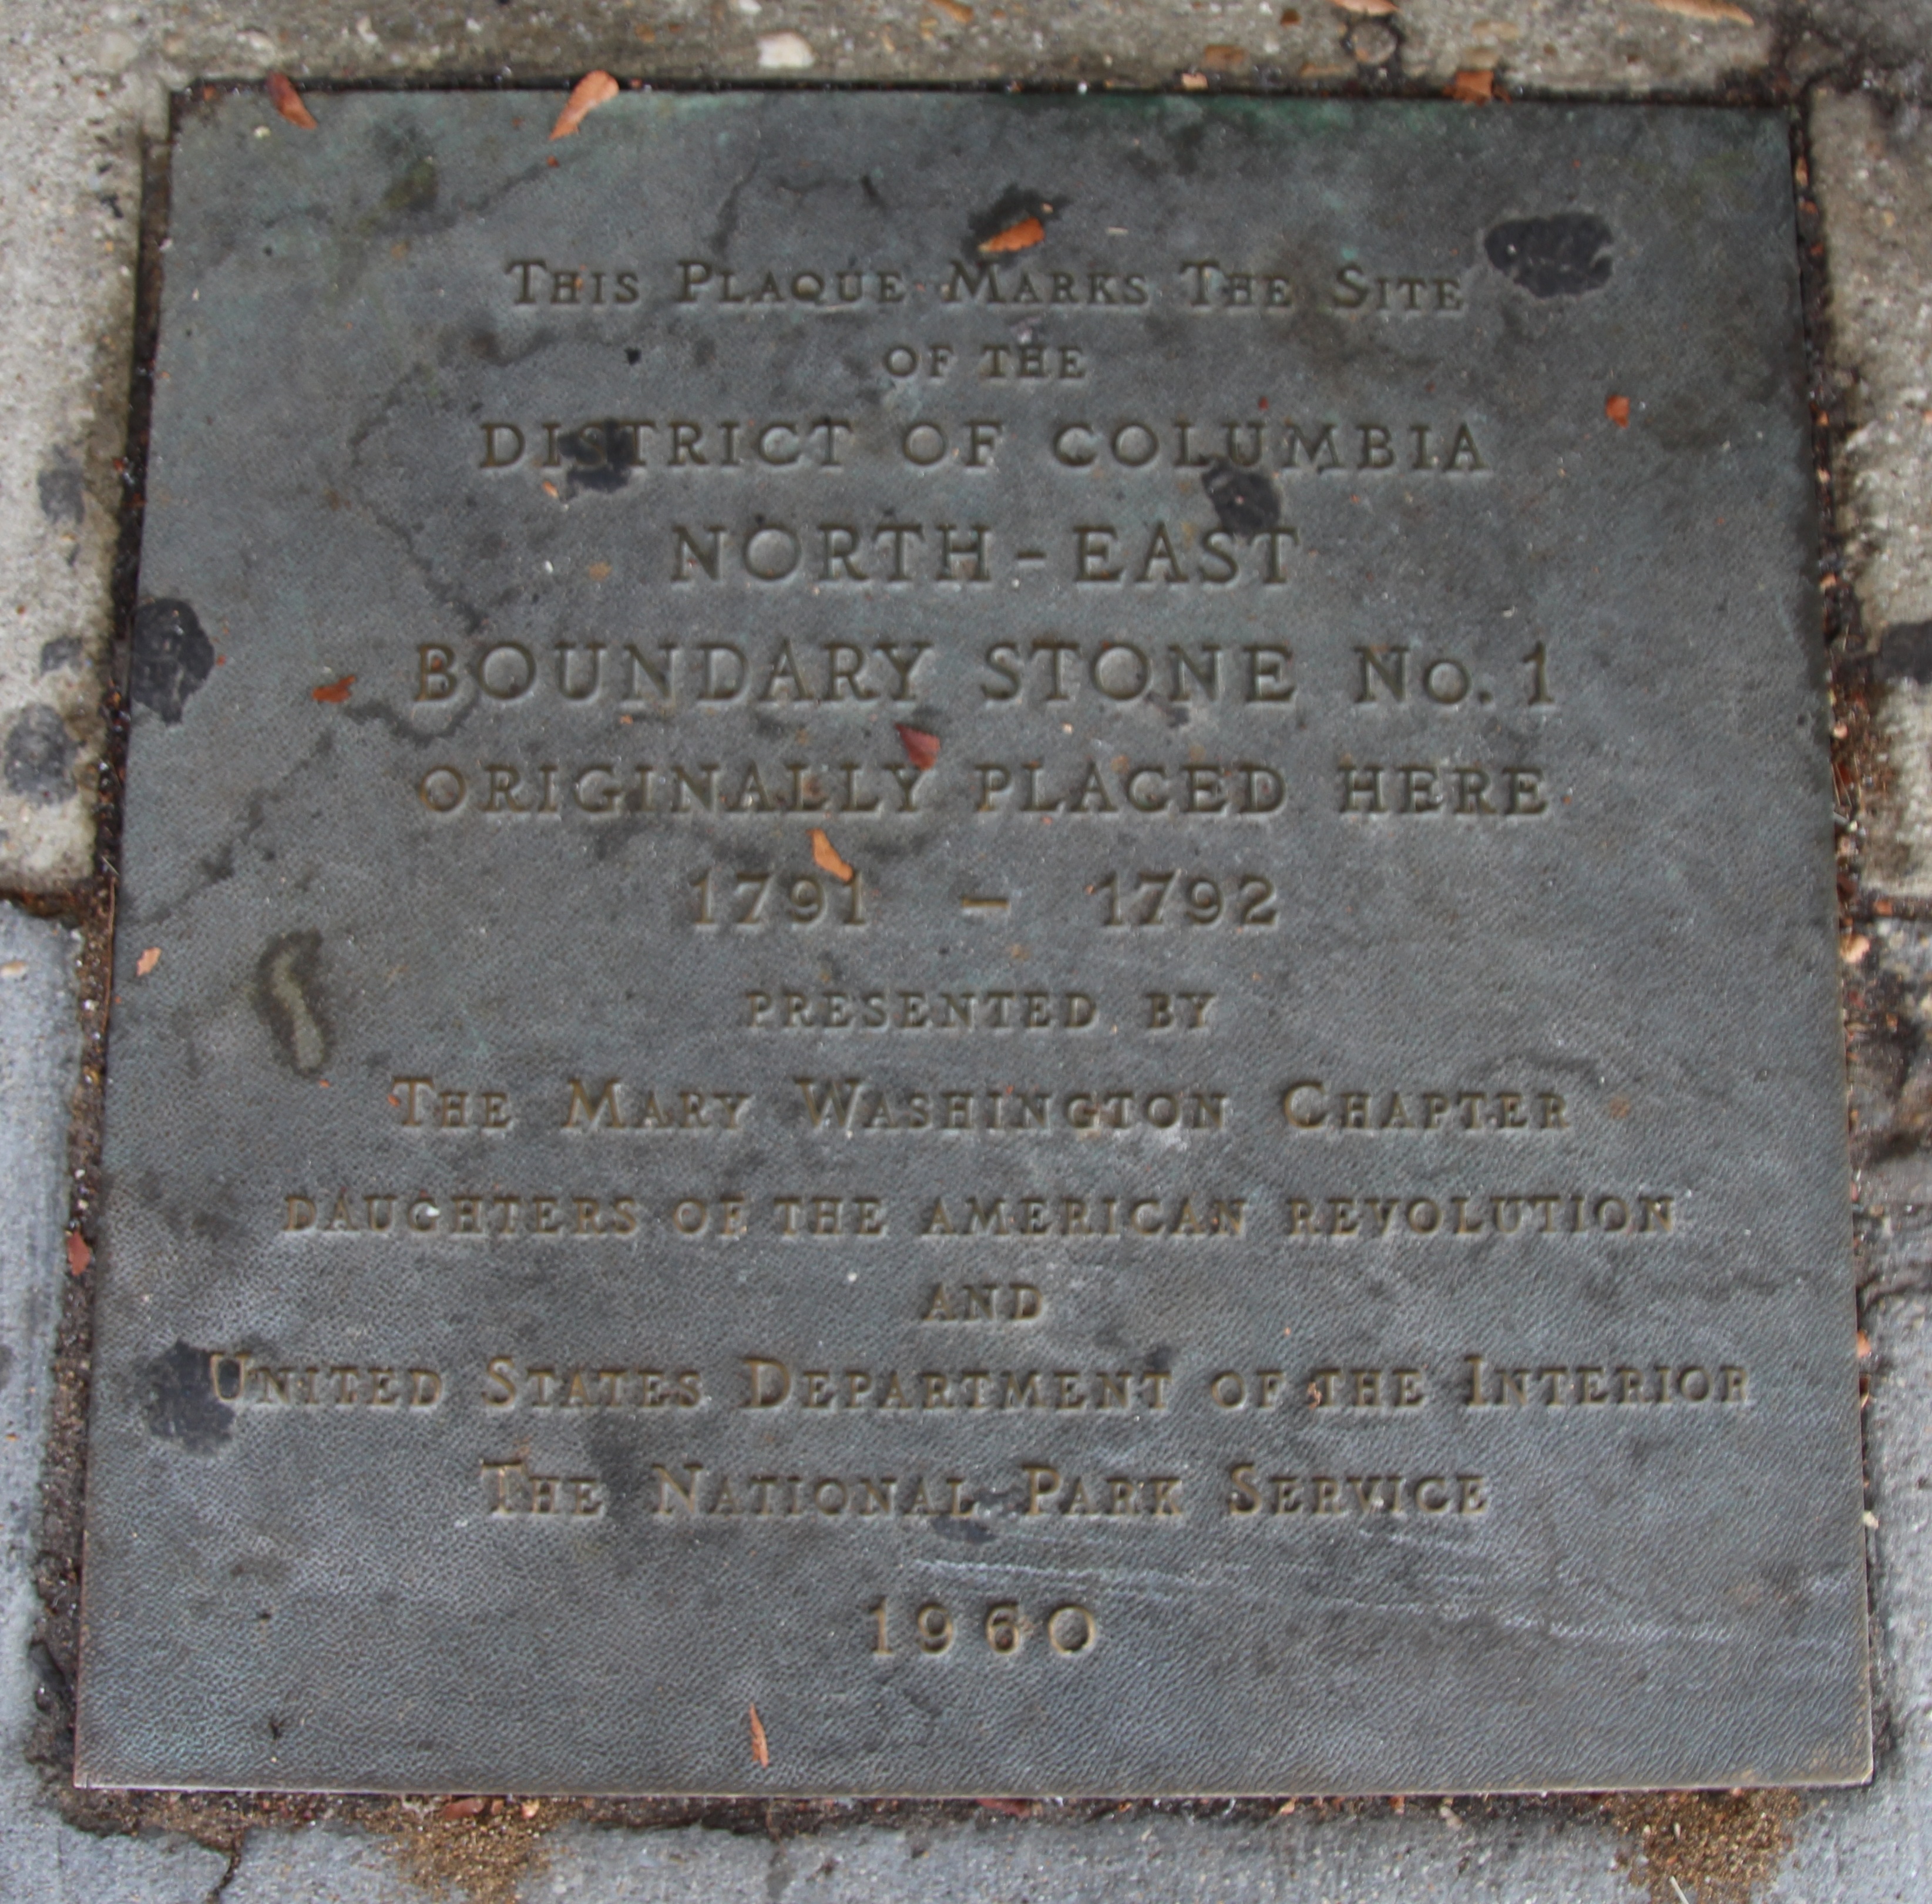 This Plaque Marks The Site
OF THE
DISTRICT OF COLUMBIA
NORTH-EAST
BOUNDARY STONE No. 1
ORIGINALLY PLACED HERE
1791 - 1792
PRESENTED BY
The Mary Washington Chapter
DAUGHTERS OF THE AMERICAN REVOLUTION
AND
United States Department of the Interior
The National Park Service
1960